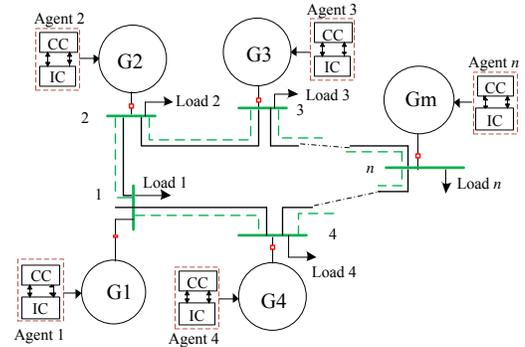 Agent 2
CC
IC
G2
Load 2
2
Agent 3
CC
IC
G3
Load 3
3
Agent n
CC
IC
Gm
n
Load n
1
Load 1
CC
IC
Agent 1
G1
CC
IC
Agent 4
G4
4
Load 4